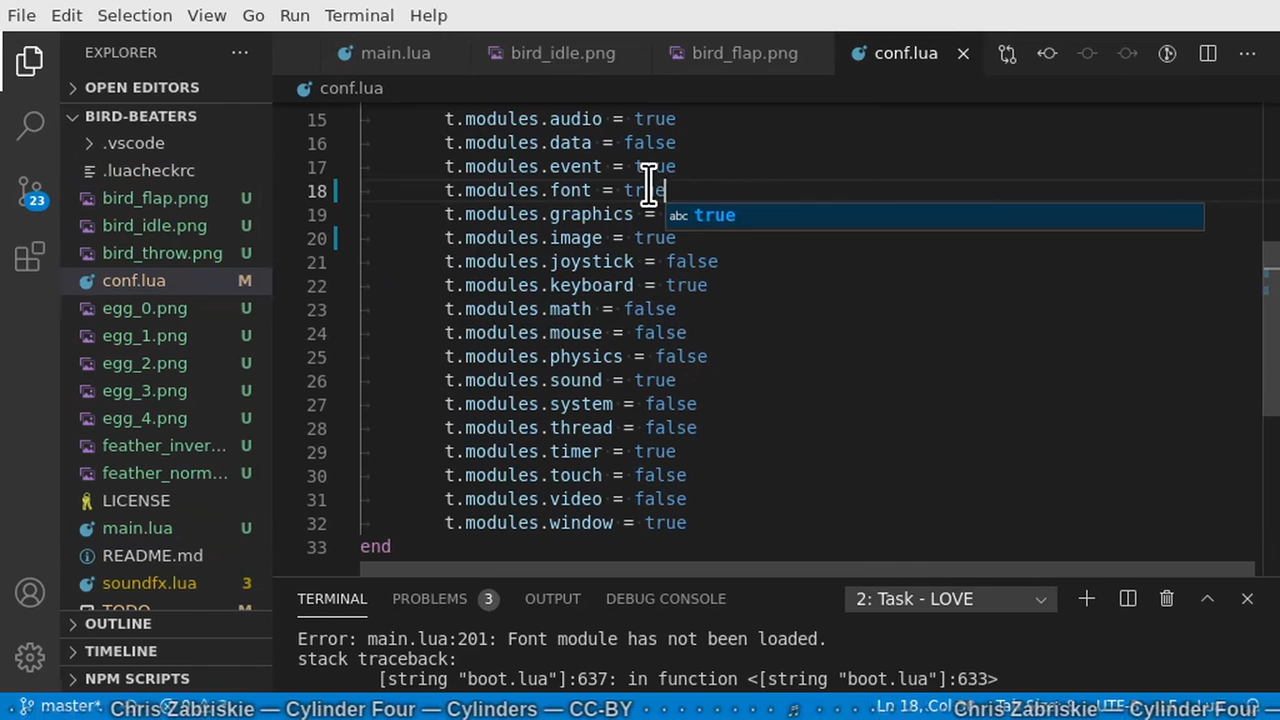 File Edit Selection View Go Run Terminal Help
EXPLORER
main.lua bird_idle.png bird_flap.png conf.lua
OPEN EDITORS
conf.lua
BIRD-BEATERS
.vscode
.luacheckrc
bird_flap.png U
bird_idle.png U
bird_throw.png U
conf.lua M
egg_0.png U
egg_1.png U
egg_2.png U
egg_3.png U
egg_4.png U
feather_inver... U
feather_norm... U
LICENSE
main.lua U
README.md
soundfx.lua 3
TODO M
OUTLINE
TIMELINE
NPM SCRIPTS
23
15 t.modules.audio = true
16 t.modules.data = false
17 t.modules.event = true
18 t.modules.font = true
19 t.modules.graphics =
abc true
20 t.modules.image = true
21 t.modules.joystick = false
22 t.modules.keyboard = true
23 t.modules.math = false
24 t.modules.mouse = false
25 t.modules.physics = false
26 t.modules.sound = true
27 t.modules.system = false
28 t.modules.thread = false
29 t.modules.timer = true
30 t.modules.touch = false
31 t.modules.video = false
32 t.modules.window = true
33 end
TERMINAL PROBLEMS 3 OUTPUT DEBUG CONSOLE 2: Task - LOVE
Error: main.lua:201: Font module has not been loaded.
stack traceback:
[string "boot.lua"]:637: in function <[string "boot.lua"]:633>
master* Ln 18,
Chris Zabriskie — Cylinder Four — Cylinders — CC-BY
Chris Zabriskie — Cylinder Four